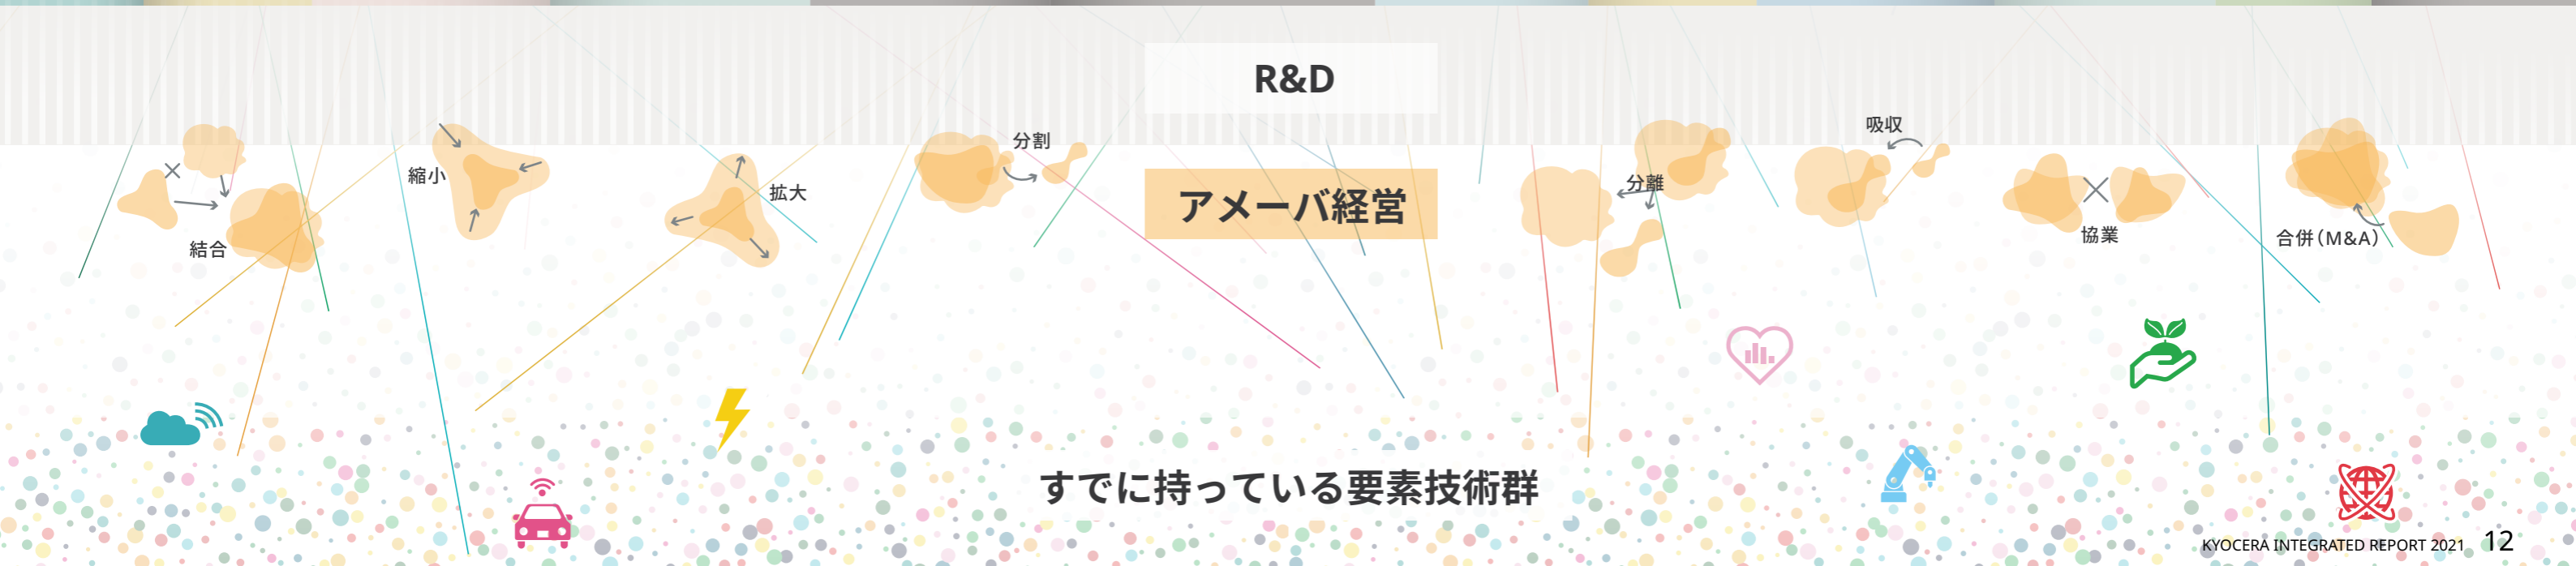 R&D
アメーバ経営
結合
縮小
拡大
分割
分離
吸収
協業
合併(M&A)
すでに持っている要素技術群
KYOCERA INTEGRATED REPORT 2021 12